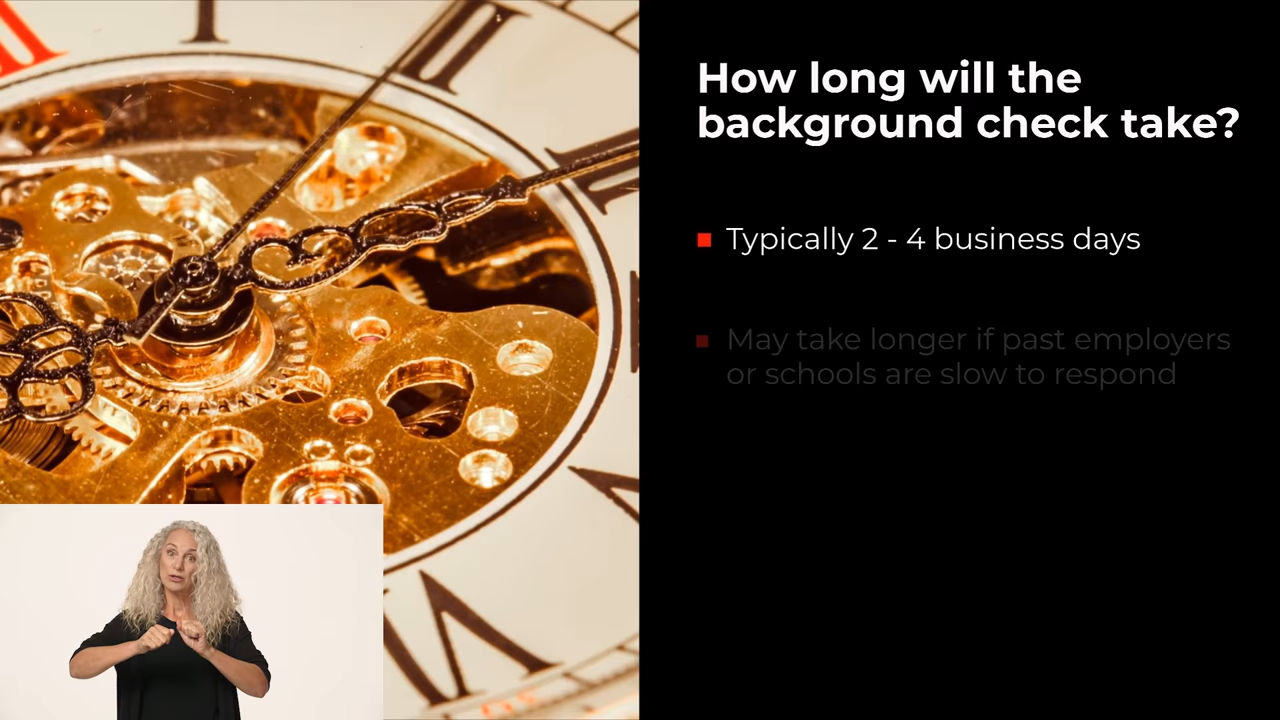 How long will the
background check take?
Typically 2 - 4 business days
May take longer if past employers
or schools are slow to respond